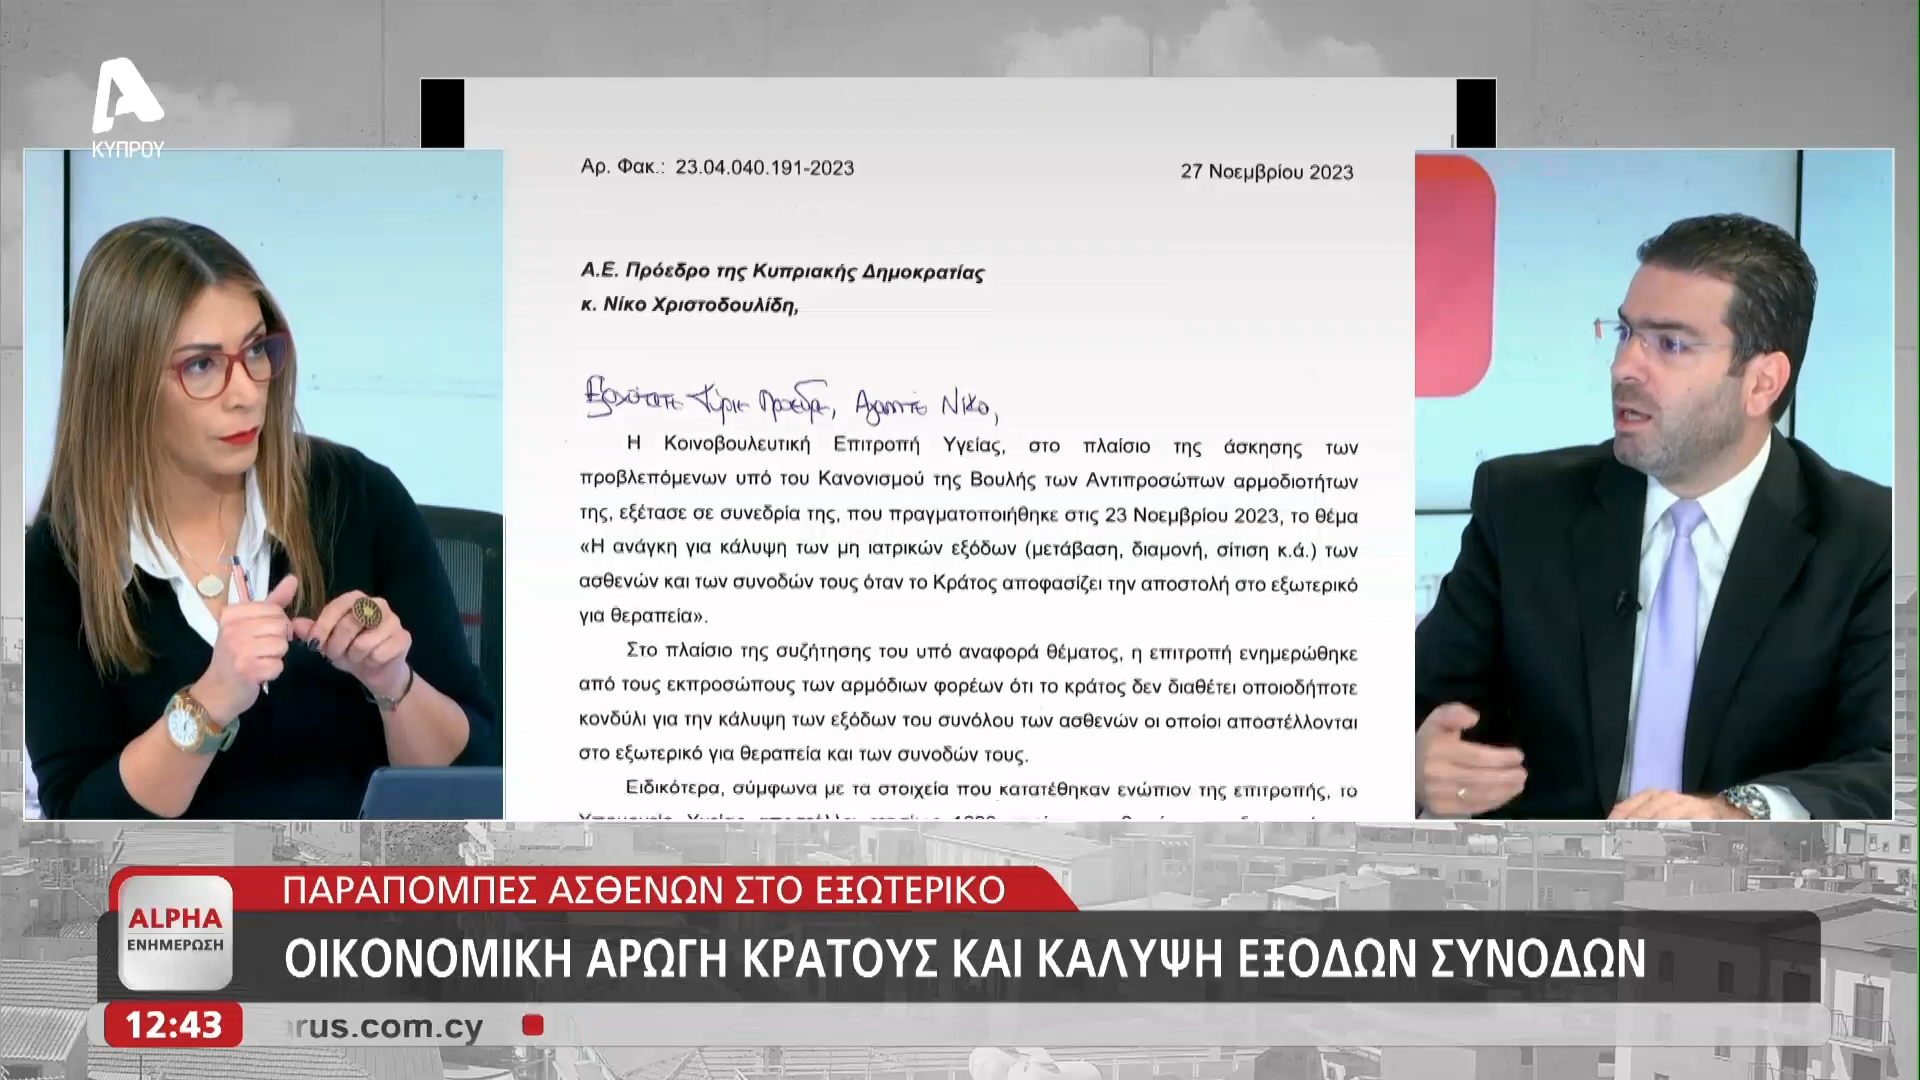 ΚΥΠΡΟΥ
Αρ. Φακ.: 23.04.040.191-2023
27 Νοεμβρίου 2023
Α.Ε. Πρόεδρο της Κυπριακής Δημοκρατίας
κ. Νίκο Χριστοδουλίδη,
Εξοχώτατε Κύριε Πρόεδρε, Αγαπητέ Νίκο,
Η Κοινοβουλευτική Επιτροπή Υγείας, στο πλαίσιο της άσκησης των
προβλεπόμενων υπό του Κανονισμού της Βουλής των Αντιπροσώπων αρμοδιοτήτων
της, εξέτασε σε συνεδρία της, που πραγματοποιήθηκε στις 23 Νοεμβρίου 2023, το θέμα
«Η ανάγκη για κάλυψη των μη ιατρικών εξόδων (μετάβαση, διαμονή, σίτιση κ.ά.) των
ασθενών και των συνοδών τους όταν το Κράτος αποφασίζει την αποστολή στο εξωτερικό
για θεραπεία».
Στο πλαίσιο της συζήτησης του υπό αναφορά θέματος, η επιτροπή ενημερώθηκε
από τους εκπροσώπους των αρμόδιων φορέων ότι το κράτος δεν διαθέτει οποιοδήποτε
κονδύλι για την κάλυψη των εξόδων του συνόλου των ασθενών οι οποίοι αποστέλλονται
στο εξωτερικό για θεραπεία και των συνοδών τους.
Ειδικότερα, σύμφωνα με τα στοιχεία που κατατέθηκαν ενώπιον της επιτροπής, το
ΠΑΡΑΠΟΜΠΕΣ ΑΣΘΕΝΩΝ ΣΤΟ ΕΞΩΤΕΡΙΚΟ
ALPHA
ΕΝΗΜΕΡΩΣΗ
ΟΙΚΟΝΟΜΙΚΗ ΑΡΩΓΗ ΚΡΑΤΟΥΣ ΚΑΙ ΚΑΛΥΨΗ ΕΞΟΔΩΝ ΣΥΝΟΔΩΝ
12:43
rus.com.cy